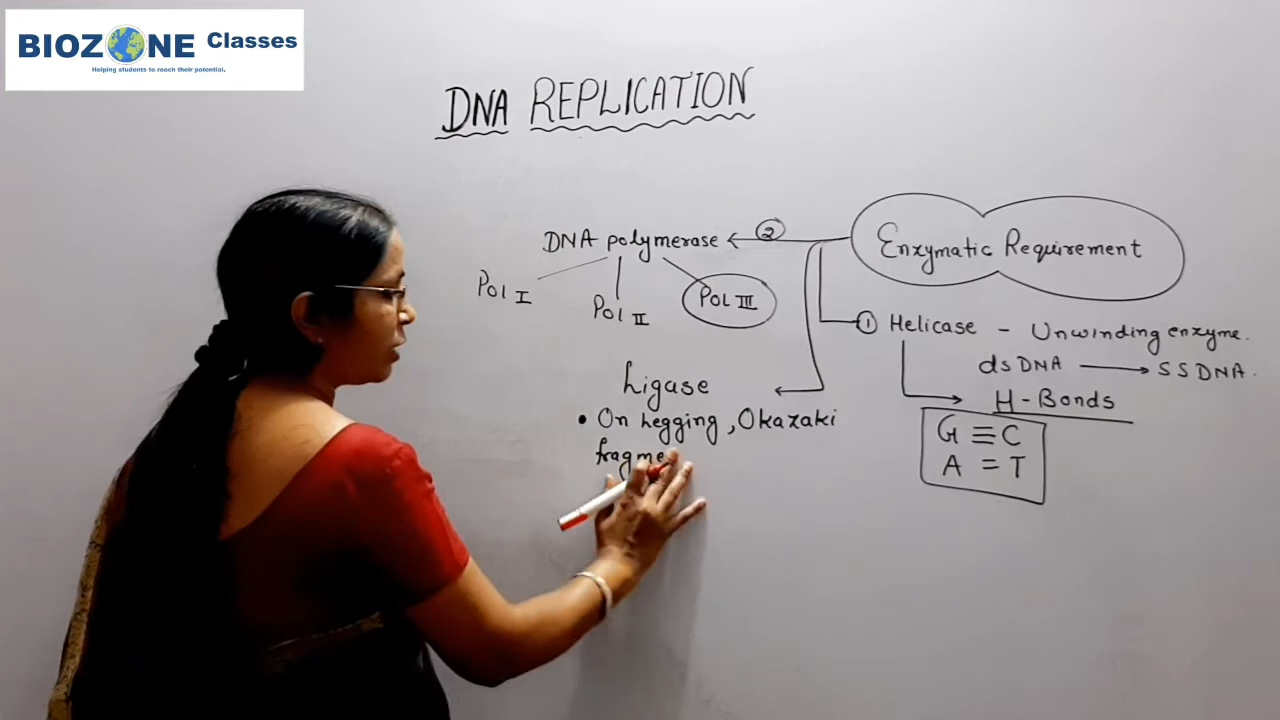 BIOZONE Classes
Helping students to reach their potential.
DNA REPLICATION
Enzymatic Requirement
② DNA polymerase
Pol I
Pol II
Pol III
① Helicase - Unwinding enzyme.
dsDNA → SSDNA.
H-Bonds
G ≡ C
A = T
Ligase
• On Legging, Okazaki
fragme